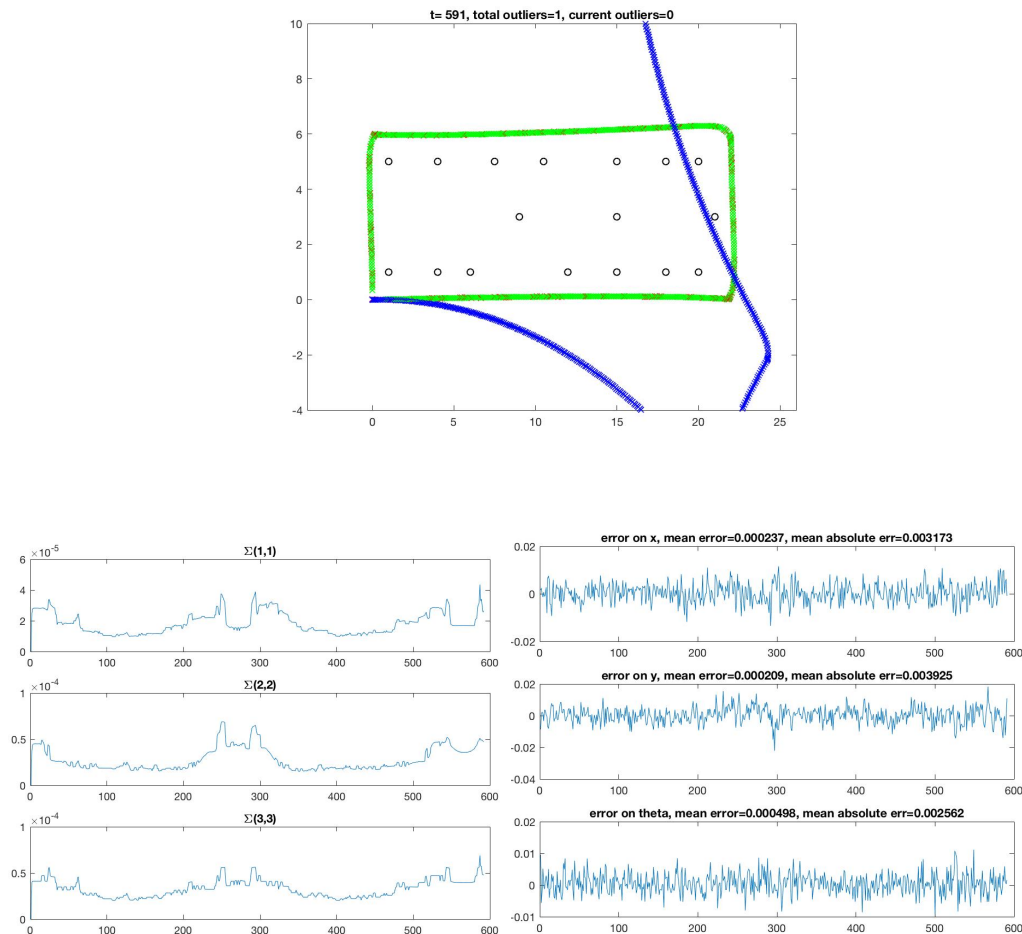 t= 591, total outliers=1, current outliers=0
10
8
6
4
2
0
-2
-4
0 5 10 15 20 25
Σ(1,1)
×10⁻⁵
6
4
2
0
0 100 200 300 400 500 600
Σ(2,2)
×10⁻⁴
1
0.5
0
0 100 200 300 400 500 600
Σ(3,3)
×10⁻⁴
1
0.5
0
0 100 200 300 400 500 600
error on x, mean error=0.000237, mean absolute err=0.003173
0.02
0
-0.02
0 100 200 300 400 500 600
error on y, mean error=0.000209, mean absolute err=0.003925
0.02
0
-0.02
-0.04
0 100 200 300 400 500 600
error on theta, mean error=0.000498, mean absolute err=0.002562
0.02
0.01
0
-0.01
0 100 200 300 400 500 600